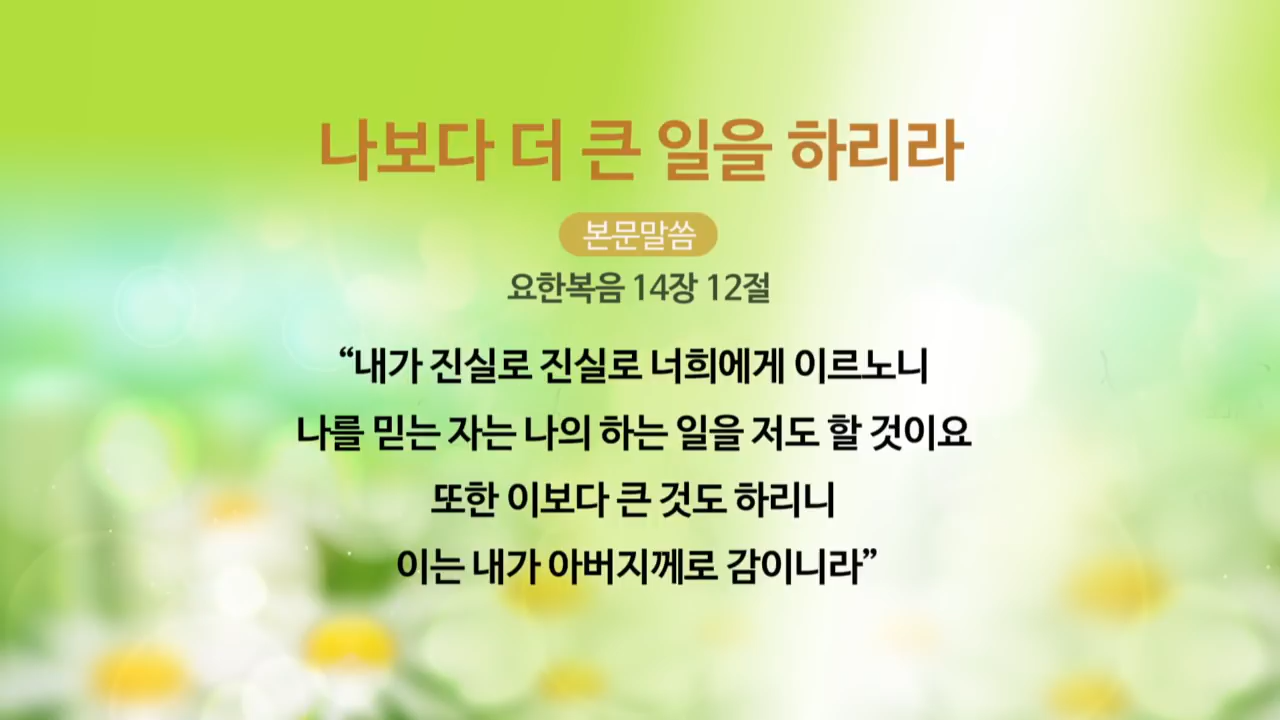 나보다 더 큰 일을 하리라
본문말씀
요한복음 14장 12절
“내가 진실로 진실로 너희에게 이르노니
나를 믿는 자는 나의 하는 일을 저도 할 것이요
또한 이보다 큰 것도 하리니
이는 내가 아버지께로 감이니라”